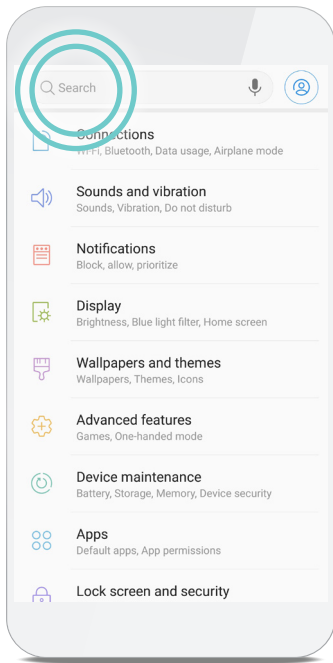 Search
Connections
Wi-Fi, Bluetooth, Data usage, Airplane mode
Sounds and vibration
Sounds, Vibration, Do not disturb
Notifications
Block, allow, prioritize
Display
Brightness, Blue light filter, Home screen
Wallpapers and themes
Wallpapers, Themes, Icons
Advanced features
Games, One-handed mode
Device maintenance
Battery, Storage, Memory, Device security
Apps
Default apps, App permissions
Lock screen and security